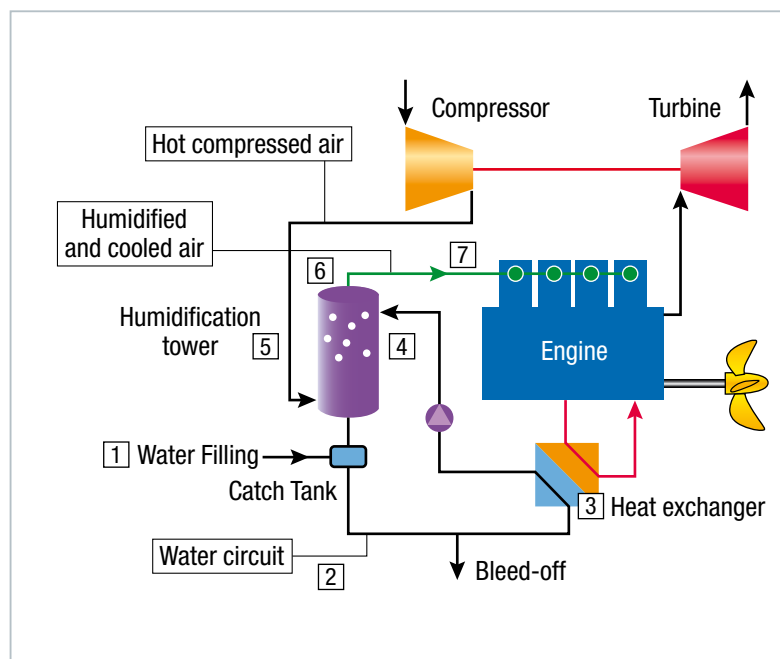 Compressor
Turbine
Hot compressed air
Humidified
and cooled air
6
7
Humidification
tower
5
4
Engine
1
Water Filling
Catch Tank
3
Heat exchanger
Water circuit
2
Bleed-off